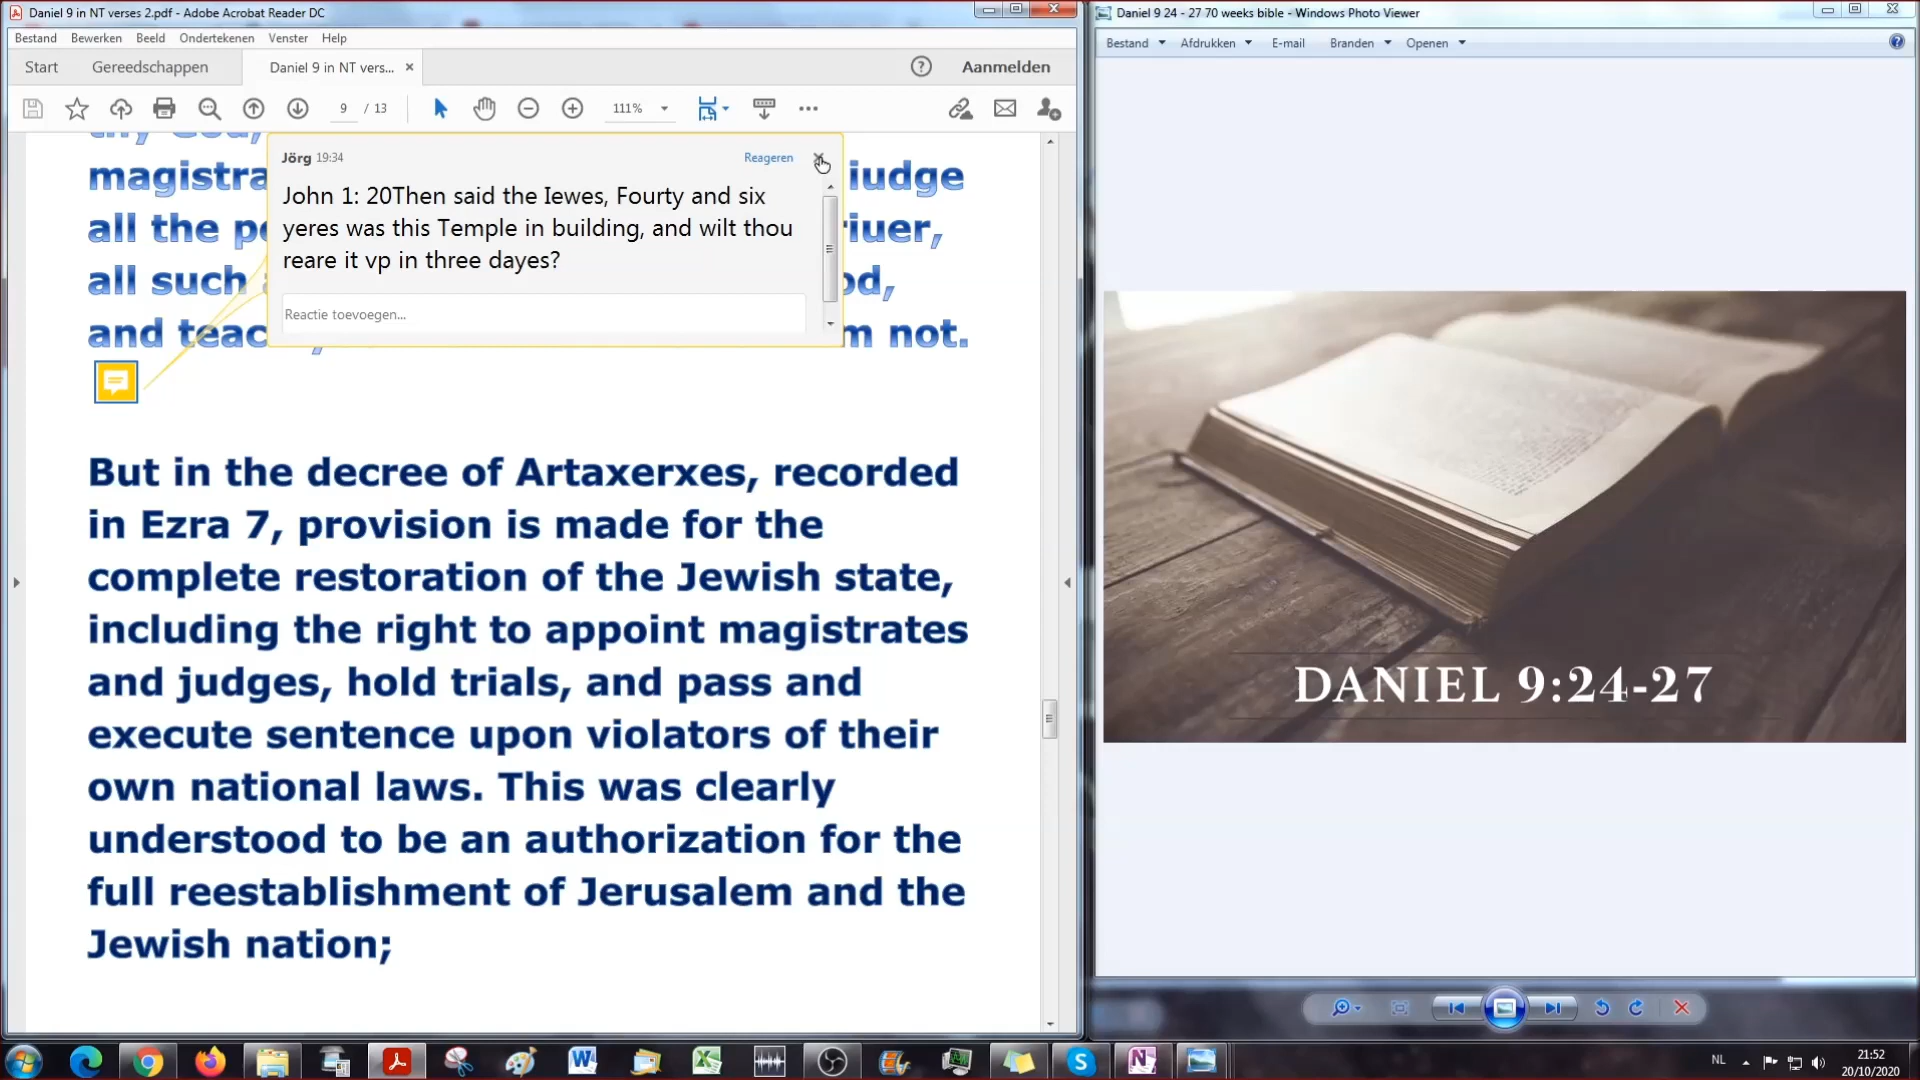 Daniel 9 in NT verses 2.pdf - Adobe Acrobat Reader DC
Bestand Bewerken Beeld Ondertekenen Venster Help
Start Gereedschappen Daniel 9 in NT vers... Aanmelden
9 / 13 111%
thy God,
magistra iudge
all the pe riuer,
all such od,
and teac m not.
Jörg 19:34 Reageren
John 1: 20Then said the Iewes, Fourty and six
yeres was this Temple in building, and wilt thou
reare it vp in three dayes?
Reactie toevoegen...
But in the decree of Artaxerxes, recorded
in Ezra 7, provision is made for the
complete restoration of the Jewish state,
including the right to appoint magistrates
and judges, hold trials, and pass and
execute sentence upon violators of their
own national laws. This was clearly
understood to be an authorization for the
full reestablishment of Jerusalem and the
Jewish nation;
Daniel 9 24 - 27 70 weeks bible - Windows Photo Viewer
Bestand Afdrukken E-mail Branden Openen
DANIEL 9:24-27
NL 21:52
20/10/2020